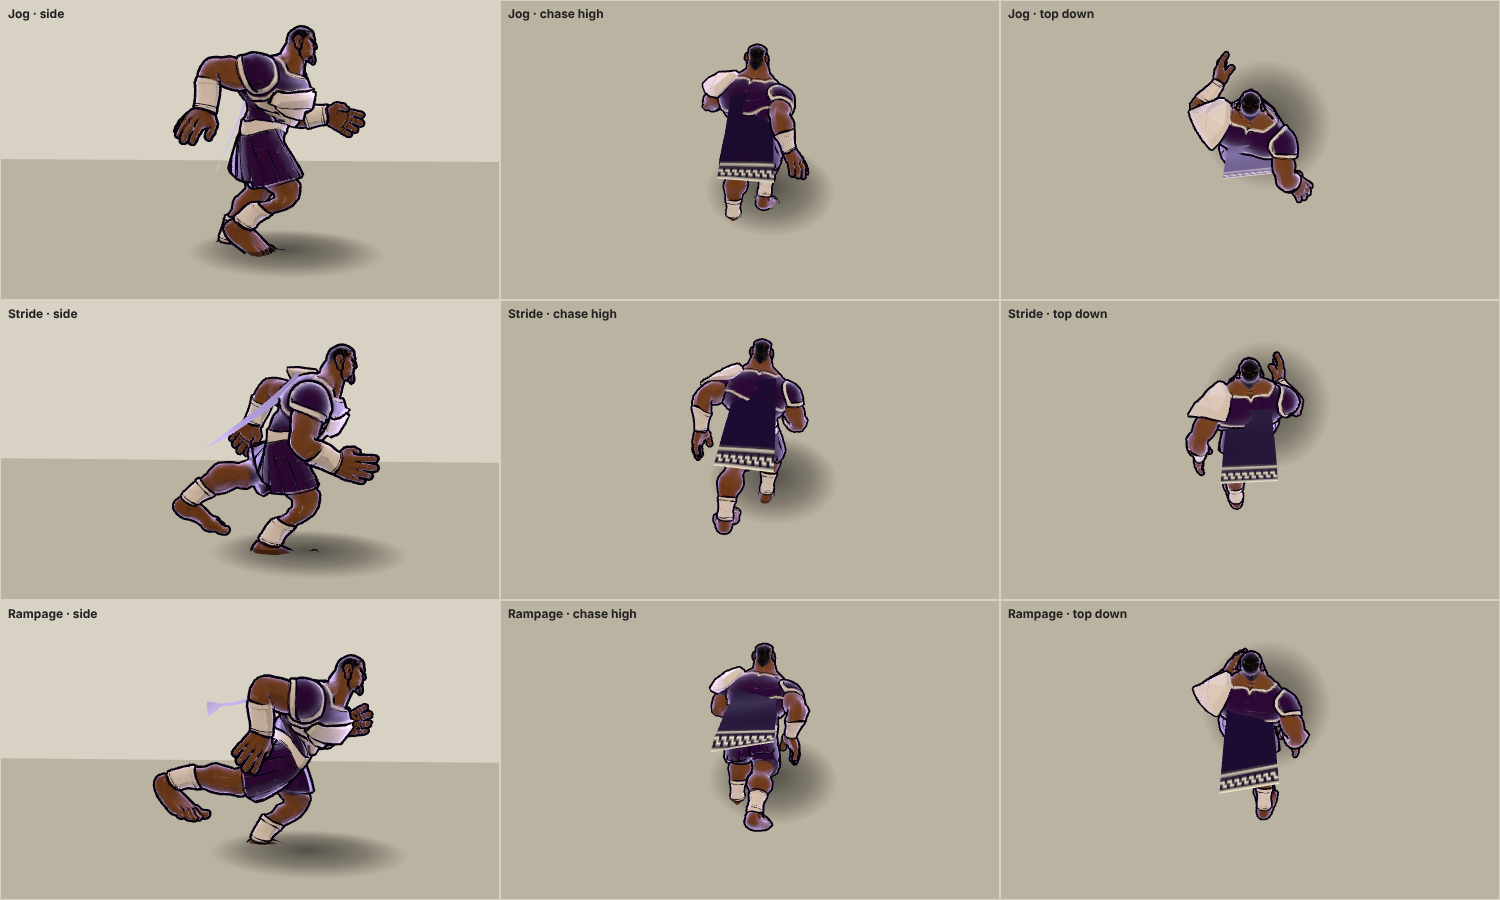 Jog · side
Jog · chase high
Jog · top down
Stride · side
Stride · chase high
Stride · top down
Rampage · side
Rampage · chase high
Rampage · top down